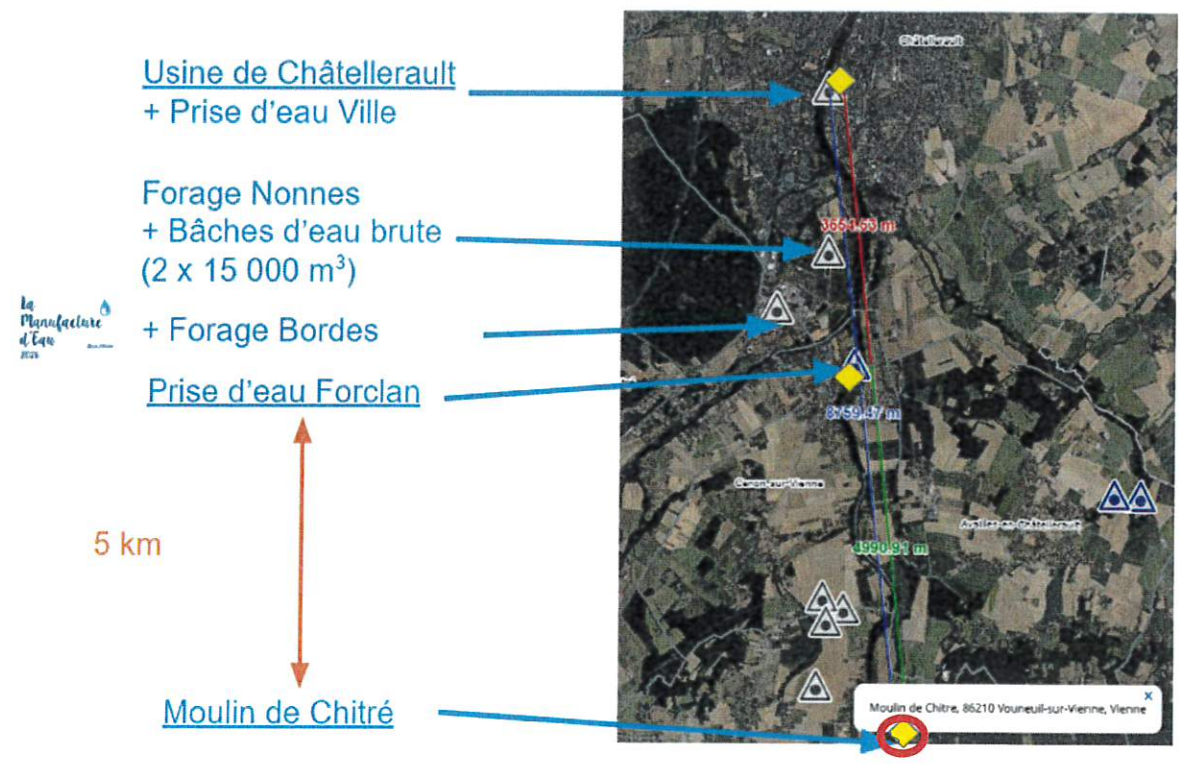 Usine de Châtellerault
+ Prise d'eau Ville
Forage Nonnes
+ Bâches d'eau brute
(2 x 15 000 m³)
+ Forage Bordes
Prise d'eau Forclan
5 km
Moulin de Chitré
La
Manufacture
d'Eau
2026
Châtellerault
3654.53 m
8759.47 m
Cenon-sur-Vienne
Availles-en-Châtellerault
4990.91 m
x
Moulin de Chitre, 86210 Vouneuil-sur-Vienne, Vienne